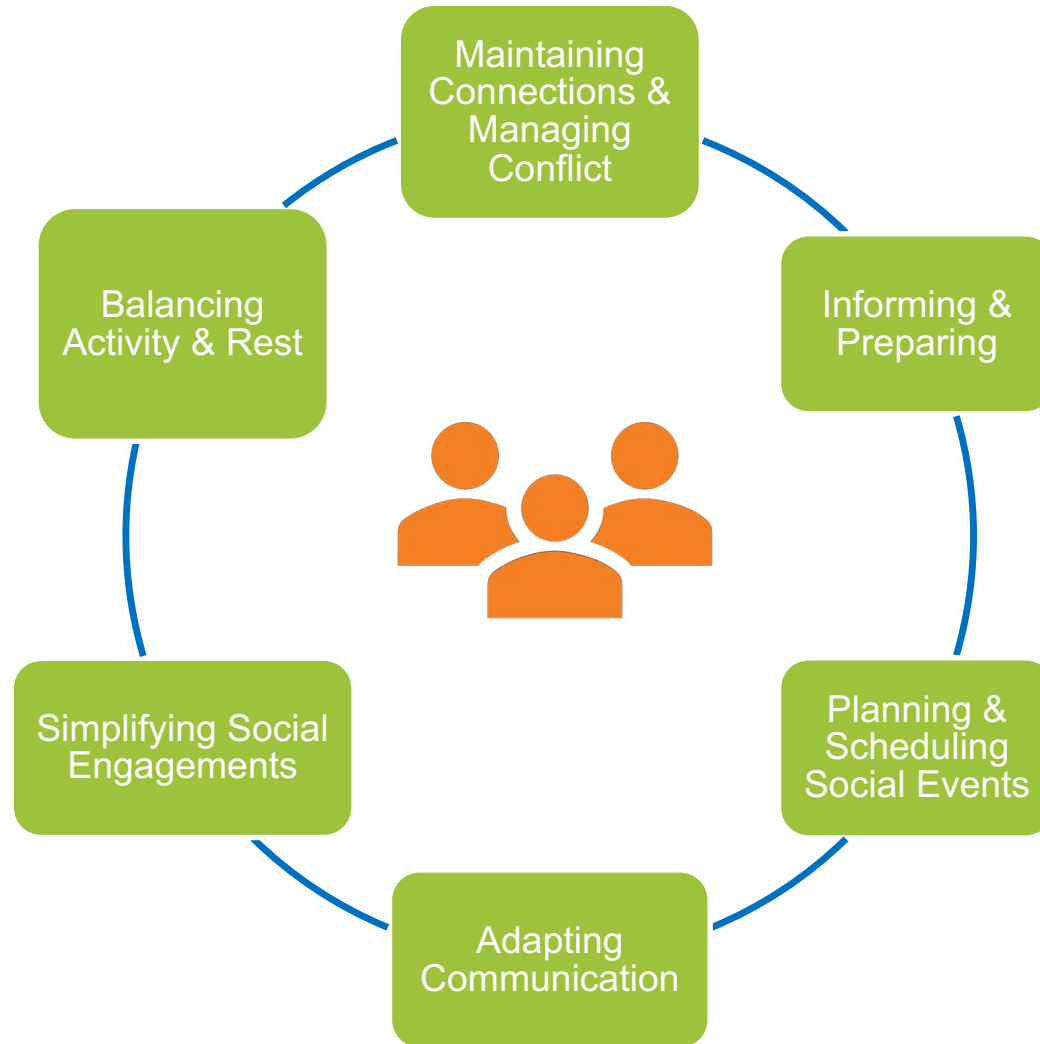 Maintaining
Connections &
Managing
Conflict
Informing &
Preparing
Planning &
Scheduling
Social Events
Adapting
Communication
Simplifying Social
Engagements
Balancing
Activity & Rest